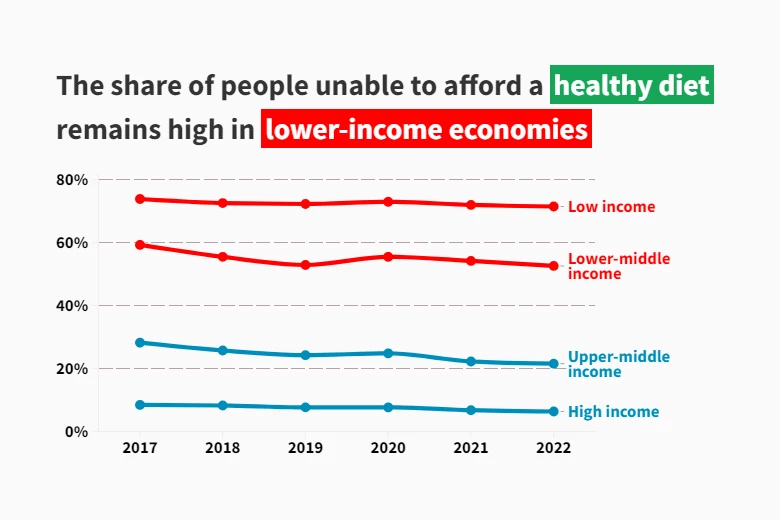 The share of people unable to afford a healthy diet
remains high in lower-income economies
80%
60%
40%
20%
0%
Low income
Lower-middle
income
Upper-middle
income
High income
2017 2018 2019 2020 2021 2022